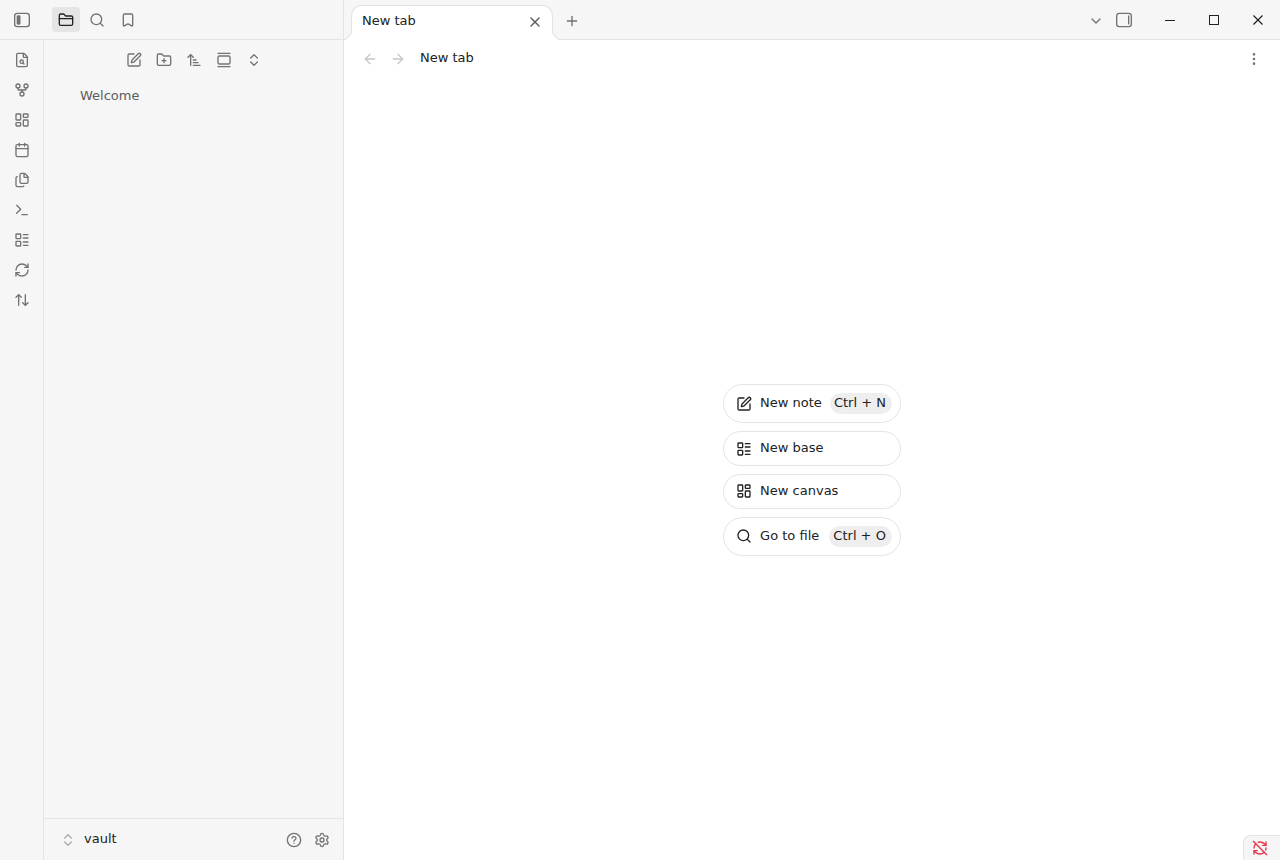 New tab
New tab
Welcome
New note Ctrl + N
New base
New canvas
Go to file Ctrl + O
vault